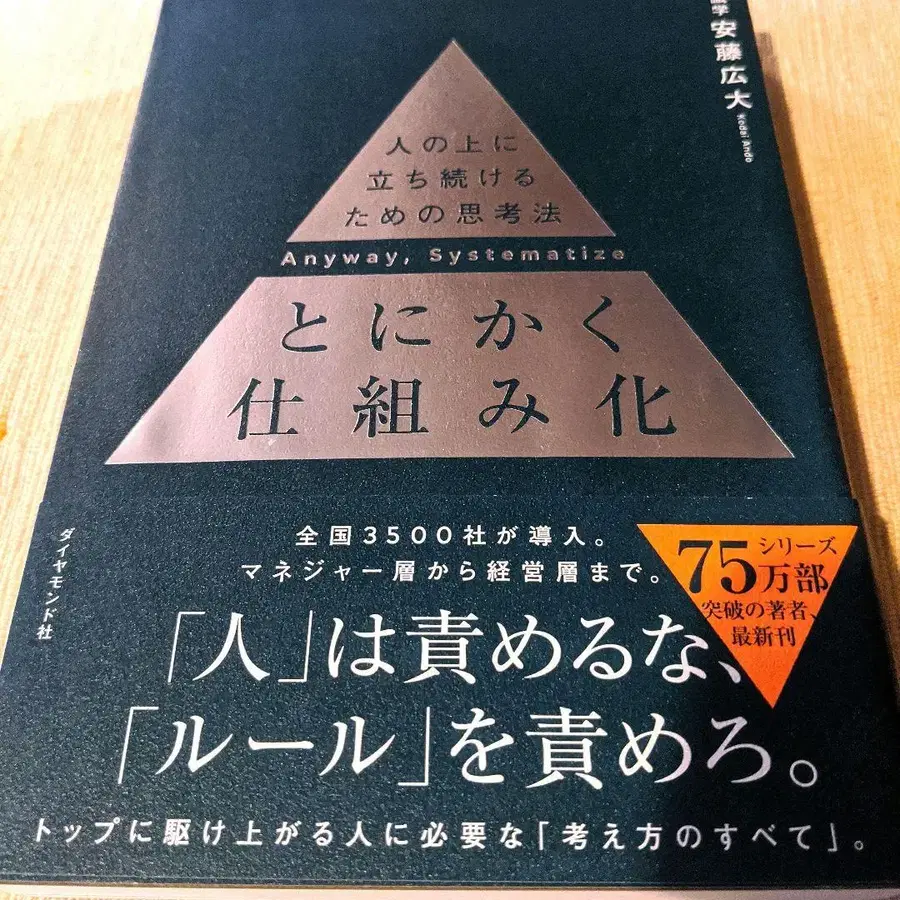 安藤広大
Kodai Ando
人の上に
立ち続ける
ための思考法
Anyway, Systematize
とにかく
仕組み化
ダイヤモンド社
全国3500社が導入。
マネジャー層から経営層まで。
「人」は責めるな、
「ルール」を責めろ。
シリーズ
75万部
突破の著者、
最新刊
トップに駆け上がる人に必要な「考え方のすべて」。